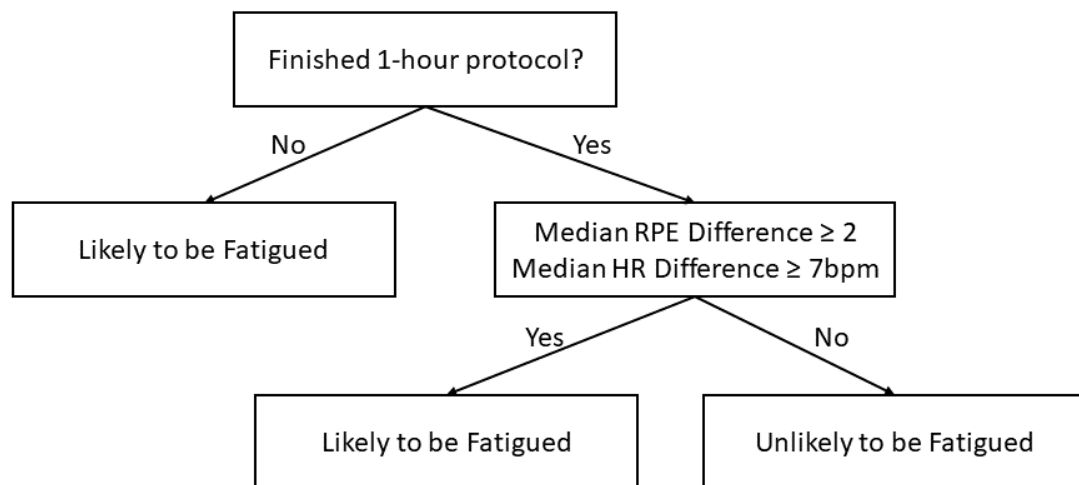 Finished 1-hour protocol?
No
Yes
Likely to be Fatigued
Median RPE Difference ≥ 2
Median HR Difference ≥ 7bpm
Yes
No
Likely to be Fatigued
Unlikely to be Fatigued